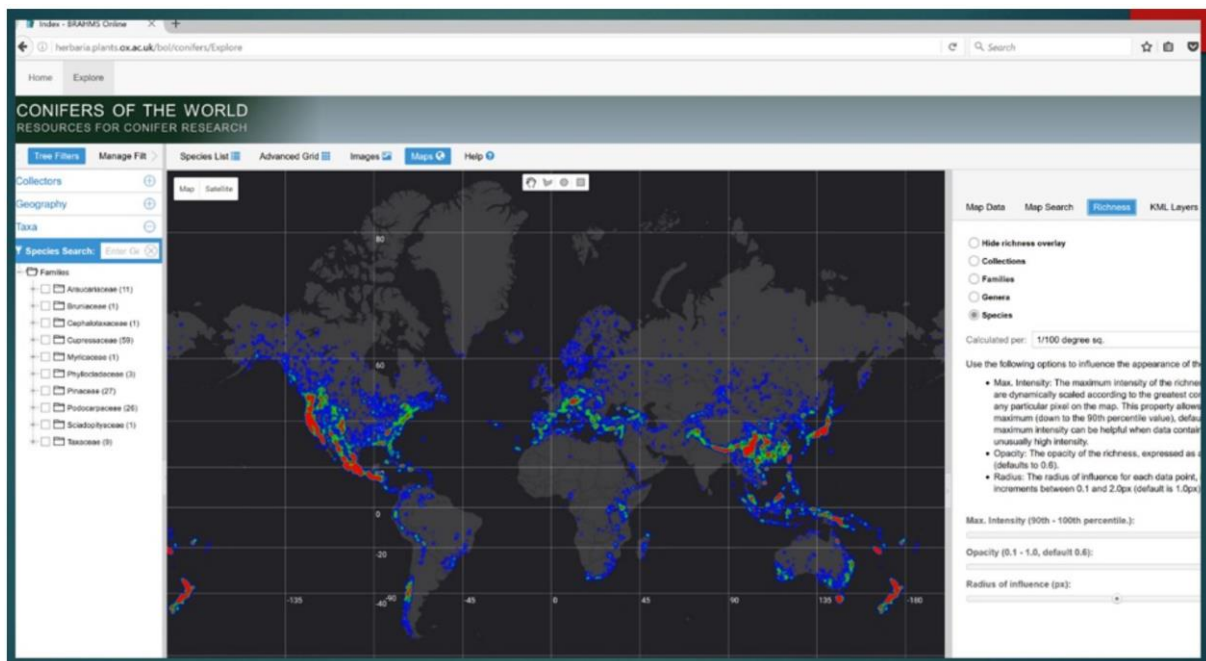 Index - BRAHMS Online
herbaria.plants.ox.ac.uk/bol/conifers/Explore
Search
Home Explore
CONIFERS OF THE WORLD
RESOURCES FOR CONIFER RESEARCH
Tree Filters Manage Filt
Species List Advanced Grid Images Maps Help
Collectors
Geography
Taxa
Species Search:
Families
Araucariaceae (11)
Bruniaceae (1)
Cephalotaxaceae (1)
Cupressaceae (59)
Myricaceae (1)
Phyllocladaceae (3)
Pinaceae (27)
Podocarpaceae (26)
Sciadopityaceae (1)
Taxaceae (9)
Map Satellite
80
60
0
-20
-40
-135 -90 -45 0 45 90 135 -180
Map Data Map Search Richness KML Layers
Hide richness overlay
Collections
Families
Genera
Species
Calculated per: 1/100 degree sq.
Use the following options to influence the appearance of th
Max. Intensity: The maximum intensity of the richne
are dynamically scaled according to the greatest con
any particular pixel on the map. This property allows
maximum (down to the 90th percentile value), defau
maximum intensity can be helpful when data contain
unusually high intensity.
Opacity: The opacity of the richness, expressed as a
(defaults to 0.6).
Radius: The radius of influence for each data point,
increments between 0.1 and 2.0px (default is 1.0px)
Max. Intensity (90th - 100th percentile.):
Opacity (0.1 - 1.0, default 0.6):
Radius of influence (px):